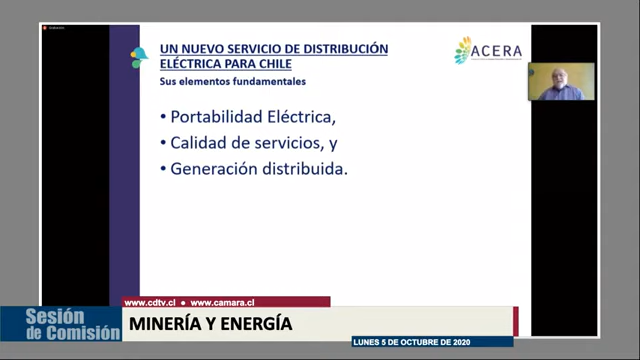 UN NUEVO SERVICIO DE DISTRIBUCIÓN
ELÉCTRICA PARA CHILE
Sus elementos fundamentales
ACERA
• Portabilidad Eléctrica,
• Calidad de servicios, y
• Generación distribuida.
www.cdtv.cl • www.camara.cl
Sesión
de Comisión
MINERÍA Y ENERGÍA
LUNES 5 DE OCTUBRE DE 2020